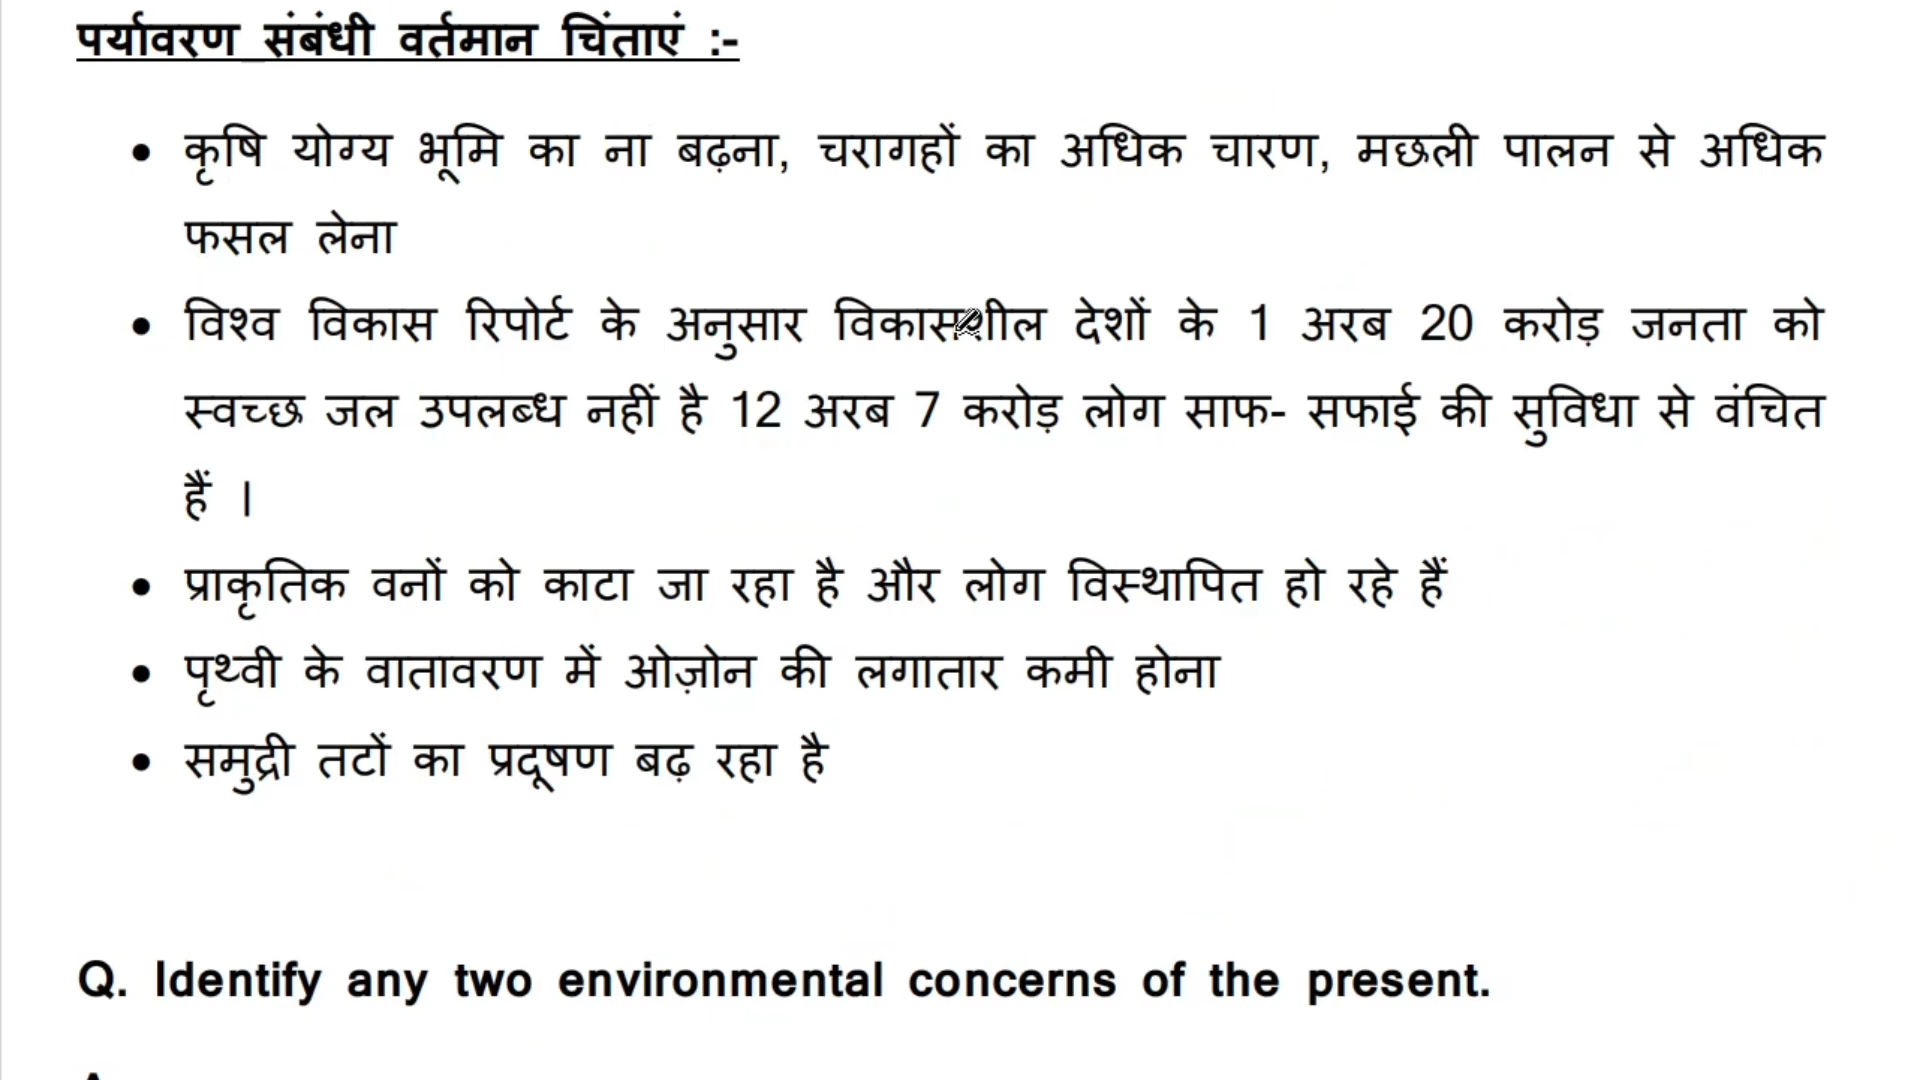 पर्यावरण संबंधी वर्तमान चिंताएं :-
• कृषि योग्य भूमि का ना बढ़ना, चरागहों का अधिक चारण, मछली पालन से अधिक
फसल लेना
• विश्व विकास रिपोर्ट के अनुसार विकासशील देशों के 1 अरब 20 करोड़ जनता को
स्वच्छ जल उपलब्ध नहीं है 12 अरब 7 करोड़ लोग साफ- सफाई की सुविधा से वंचित
हैं ।
• प्राकृतिक वनों को काटा जा रहा है और लोग विस्थापित हो रहे हैं
• पृथ्वी के वातावरण में ओज़ोन की लगातार कमी होना
• समुद्री तटों का प्रदूषण बढ़ रहा है
Q. Identify any two environmental concerns of the present.